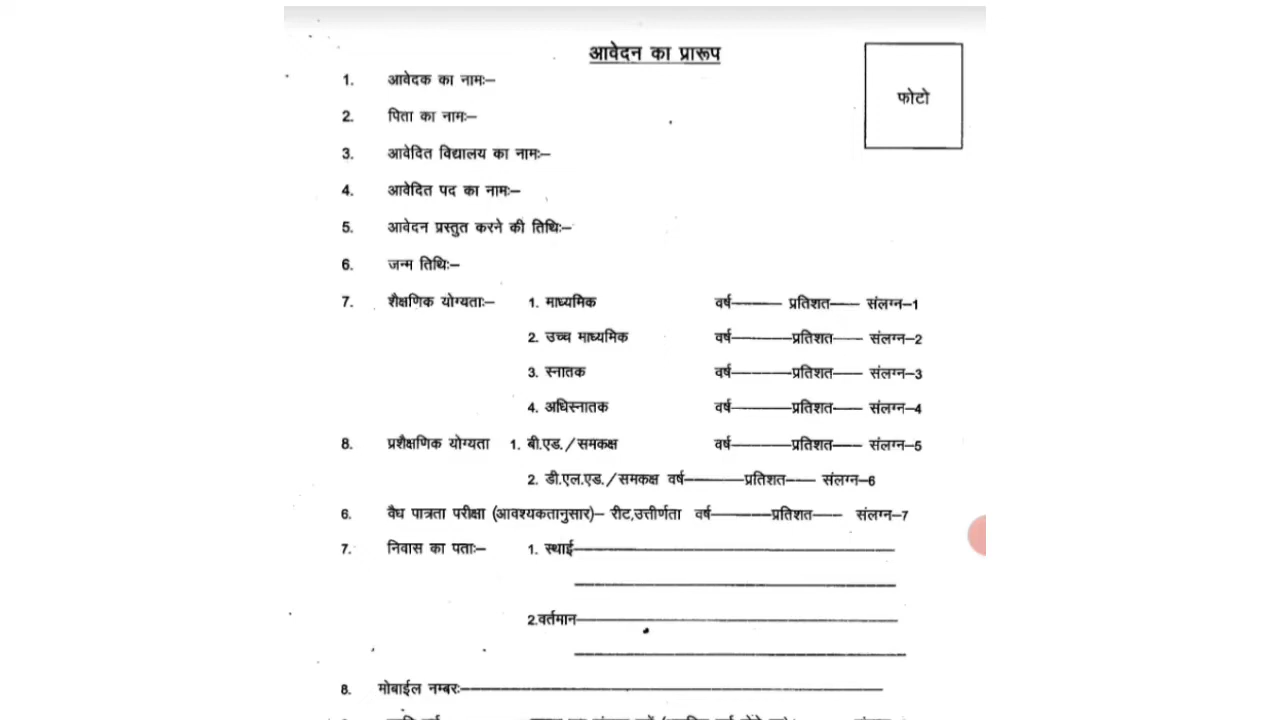 आवेदन का प्रारूप
फोटो
1. आवेदक का नामः–
2. पिता का नामः–
3. आवेदित विद्यालय का नामः–
4. आवेदित पद का नामः–
5. आवेदन प्रस्तुत करने की तिथिः–
6. जन्म तिथिः–
7. शैक्षणिक योग्यताः– 1. माध्यमिक वर्ष——— प्रतिशत—— संलग्न–1
2. उच्च माध्यमिक वर्ष————प्रतिशत—— संलग्न–2
3. स्नातक वर्ष————प्रतिशत—— संलग्न–3
4. अधिस्नातक वर्ष————प्रतिशत—— संलग्न–4
8. प्रशैक्षणिक योग्यता 1. बी.एड./समकक्ष वर्ष————प्रतिशत—— संलग्न–5
2. डी.एल.एड./समकक्ष वर्ष————प्रतिशत—— संलग्न–6
6. वैध पात्रता परीक्षा (आवश्यकतानुसार)– रीट,उत्तीर्णता वर्ष————प्रतिशत—— संलग्न–7
7. निवास का पताः– 1. स्थाई————————————
2.वर्तमान————————————
8. मोबाईल नम्बरः————————————